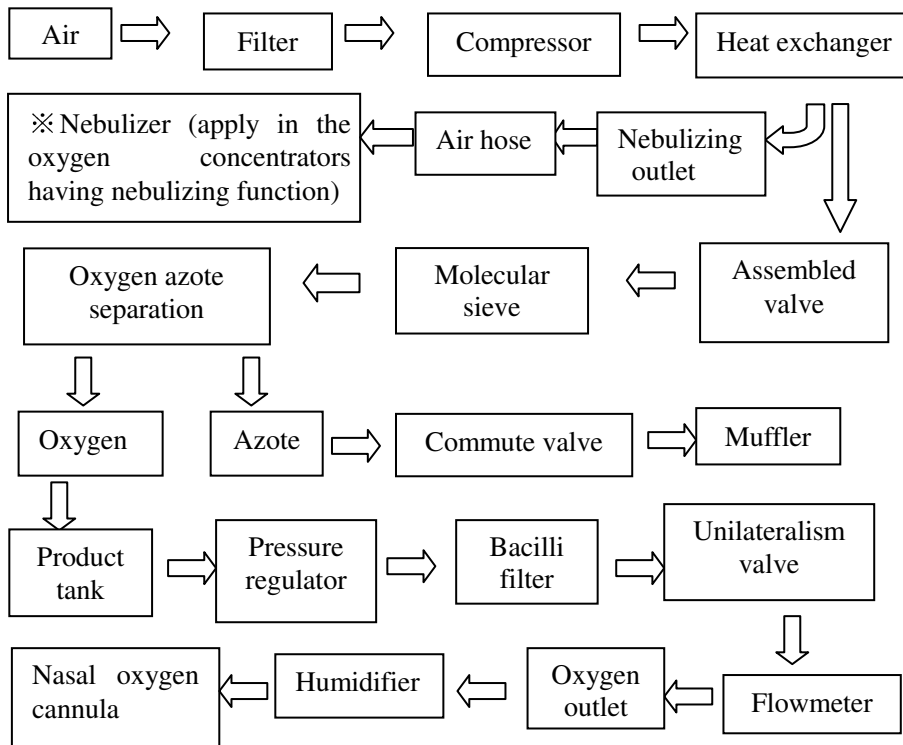 Air
Filter
Compressor
Heat exchanger
※Nebulizer (apply in the
oxygen concentrators
having nebulizing function)
Air hose
Nebulizing
outlet
Oxygen azote
separation
Molecular
sieve
Assembled
valve
Oxygen
Azote
Commute valve
Muffler
Product
tank
Pressure
regulator
Bacilli
filter
Unilateralism
valve
Nasal oxygen
cannula
Humidifier
Oxygen
outlet
Flowmeter